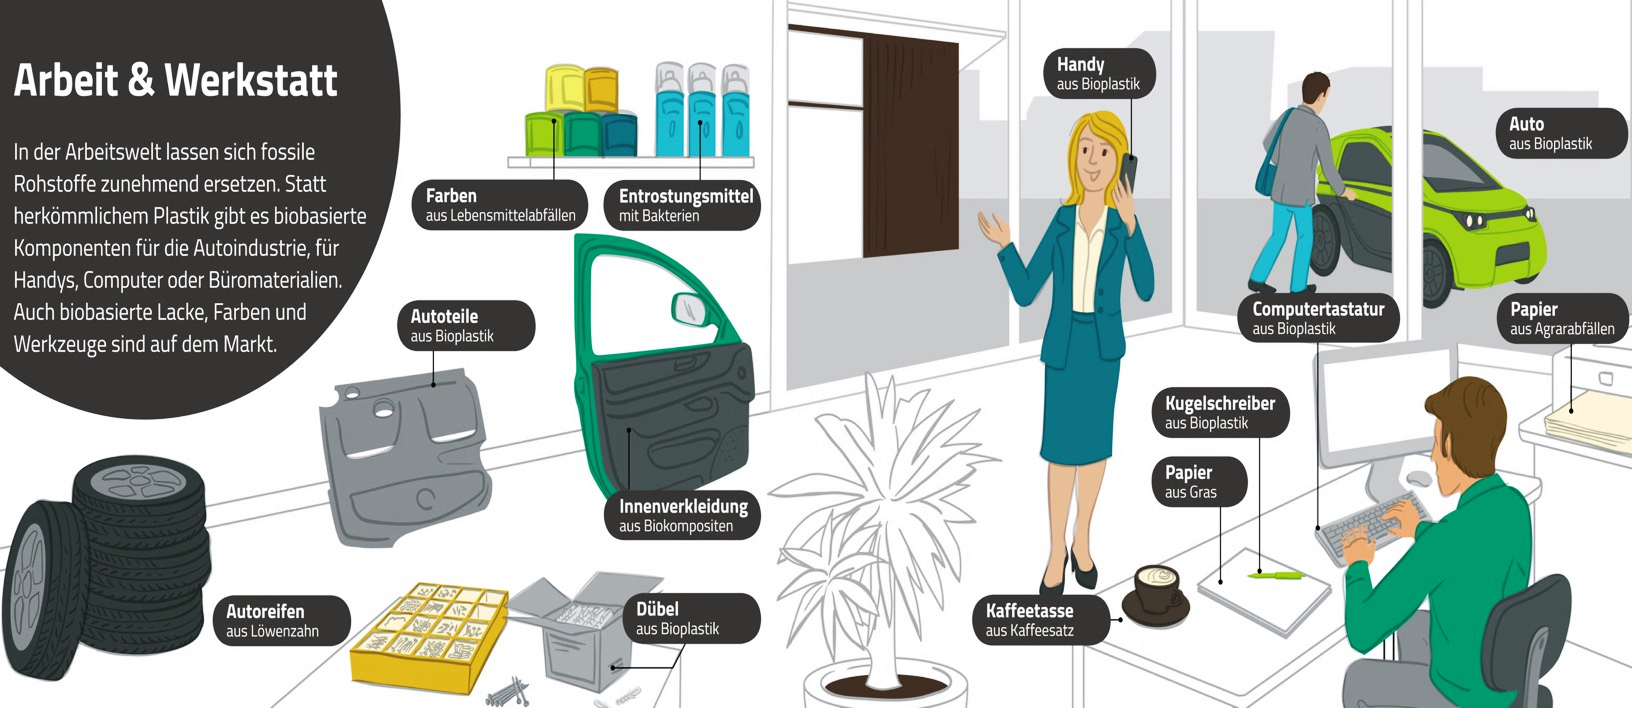 Arbeit & Werkstatt
In der Arbeitswelt lassen sich fossile
Rohstoffe zunehmend ersetzen. Statt
herkömmlichem Plastik gibt es biobasierte
Komponenten für die Autoindustrie, für
Handys, Computer oder Büromaterialien.
Auch biobasierte Lacke, Farben und
Werkzeuge sind auf dem Markt.
Farben
aus Lebensmittelabfällen
Entrostungsmittel
mit Bakterien
Autoteile
aus Bioplastik
Innenverkleidung
aus Biokompositen
Autoreifen
aus Löwenzahn
Dübel
aus Bioplastik
Handy
aus Bioplastik
Auto
aus Bioplastik
Computertastatur
aus Bioplastik
Papier
aus Agrarabfällen
Kugelschreiber
aus Bioplastik
Papier
aus Gras
Kaffeetasse
aus Kaffeesatz